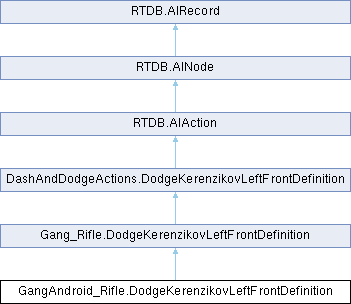 RTDB.AIRecord
RTDB.AINode
RTDB.AIAction
DashAndDodgeActions.DodgeKerenzikovLeftFrontDefinition
Gang_Rifle.DodgeKerenzikovLeftFrontDefinition
GangAndroid_Rifle.DodgeKerenzikovLeftFrontDefinition